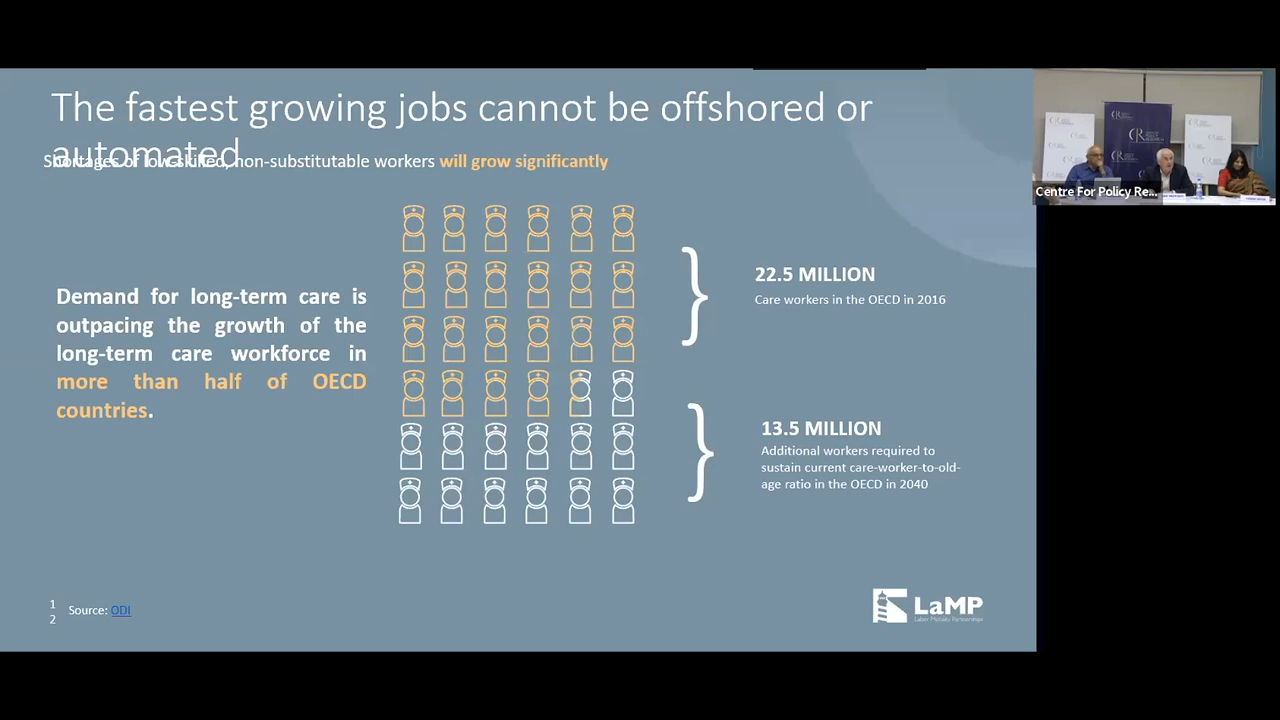 The fastest growing jobs cannot be offshored or
automated
Shortages of low-skilled, non-substitutable workers will grow significantly
Demand for long-term care is
outpacing the growth of the
long-term care workforce in
more than half of OECD
countries.
22.5 MILLION
Care workers in the OECD in 2016
13.5 MILLION
Additional workers required to
sustain current care-worker-to-old-
age ratio in the OECD in 2040
1
2
Source: ODI
LaMP
Labor Mobility Partnerships
Centre For Policy Re...